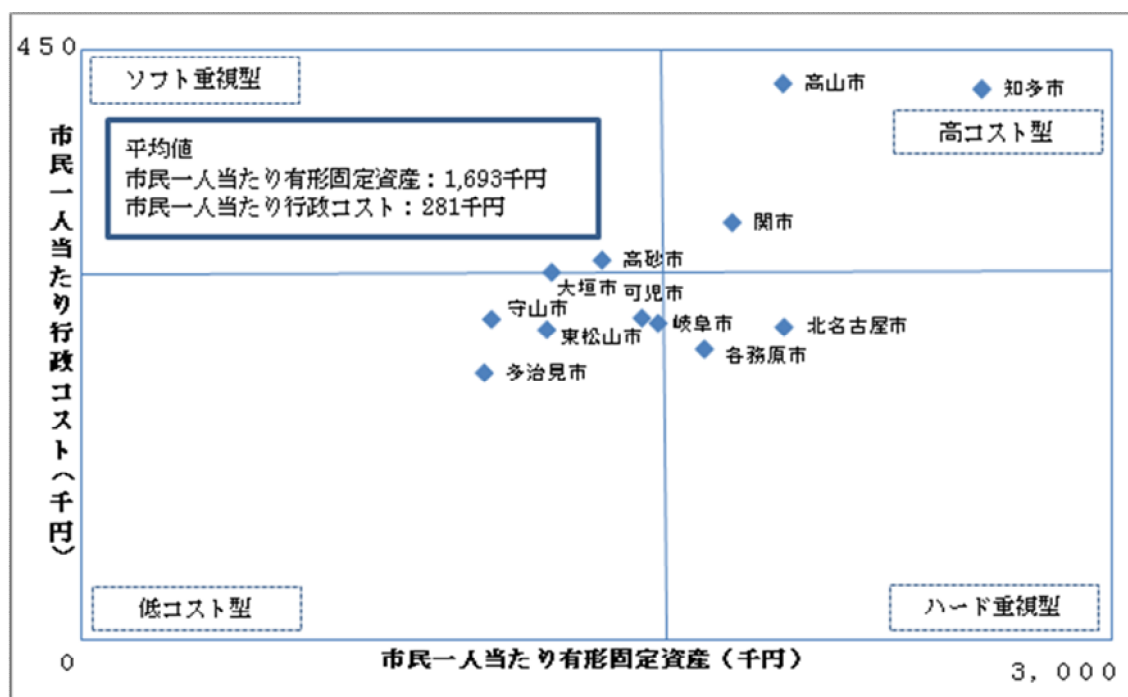 ４５０
ソフト重視型
高山市
知多市
高コスト型
平均値
市民一人当たり有形固定資産：1,693千円
市民一人当たり行政コスト：281千円
関市
高砂市
大垣市
可児市
守山市
東松山市
岐阜市
北名古屋市
各務原市
多治見市
市民一人当たり行政コスト（千円）
低コスト型
ハード重視型
０
市民一人当たり有形固定資産（千円）
３，０００